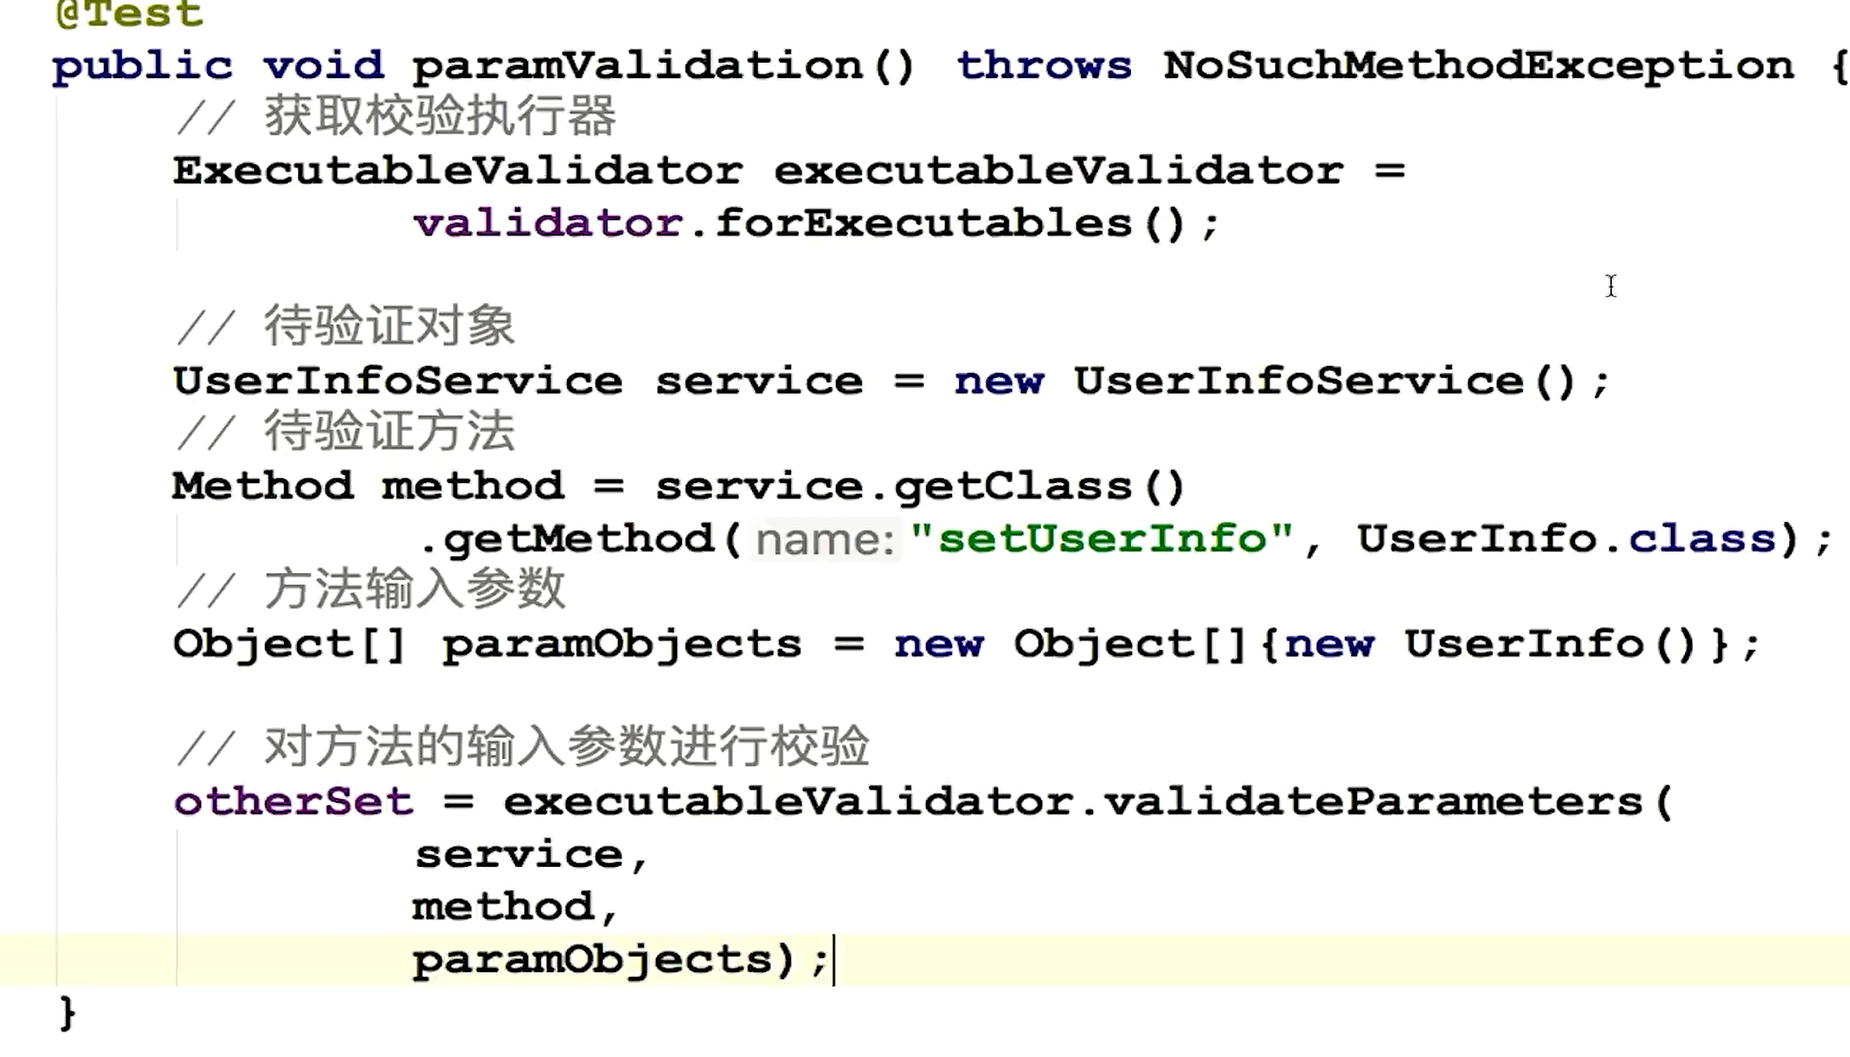 @Test
public void paramValidation() throws NoSuchMethodException {
// 获取校验执行器
ExecutableValidator executableValidator =
validator.forExecutables();
// 待验证对象
UserInfoService service = new UserInfoService();
// 待验证方法
Method method = service.getClass()
.getMethod( name: "setUserInfo", UserInfo.class);
// 方法输入参数
Object[] paramObjects = new Object[]{new UserInfo()};
// 对方法的输入参数进行校验
otherSet = executableValidator.validateParameters(
service,
method,
paramObjects);
}